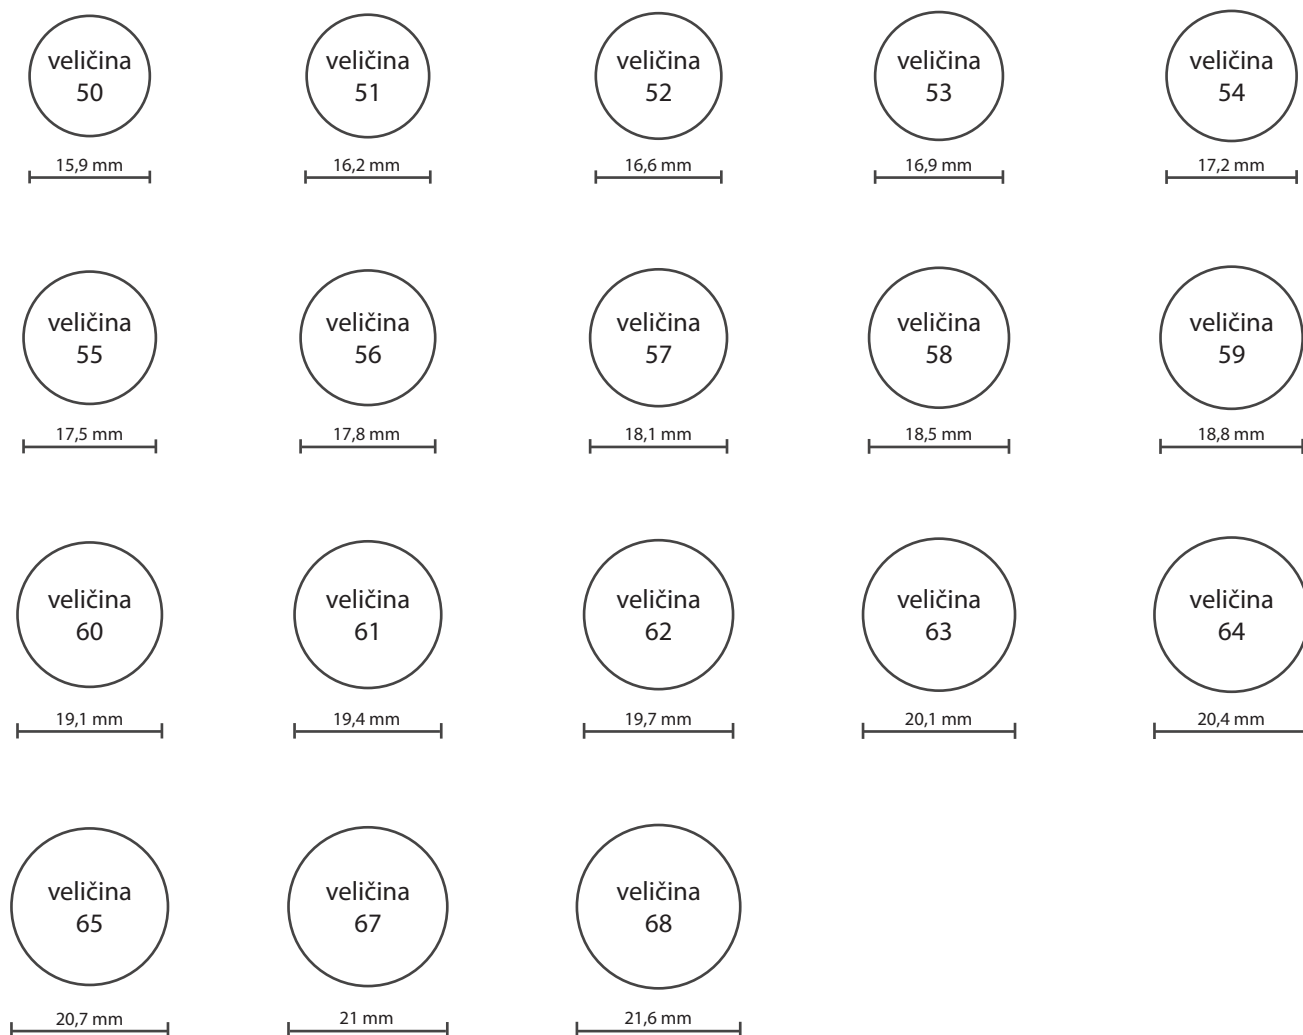 veličina
50
15,9 mm
veličina
51
16,2 mm
veličina
52
16,6 mm
veličina
53
16,9 mm
veličina
54
17,2 mm
veličina
55
17,5 mm
veličina
56
17,8 mm
veličina
57
18,1 mm
veličina
58
18,5 mm
veličina
59
18,8 mm
veličina
60
19,1 mm
veličina
61
19,4 mm
veličina
62
19,7 mm
veličina
63
20,1 mm
veličina
64
20,4 mm
veličina
65
20,7 mm
veličina
67
21 mm
veličina
68
21,6 mm